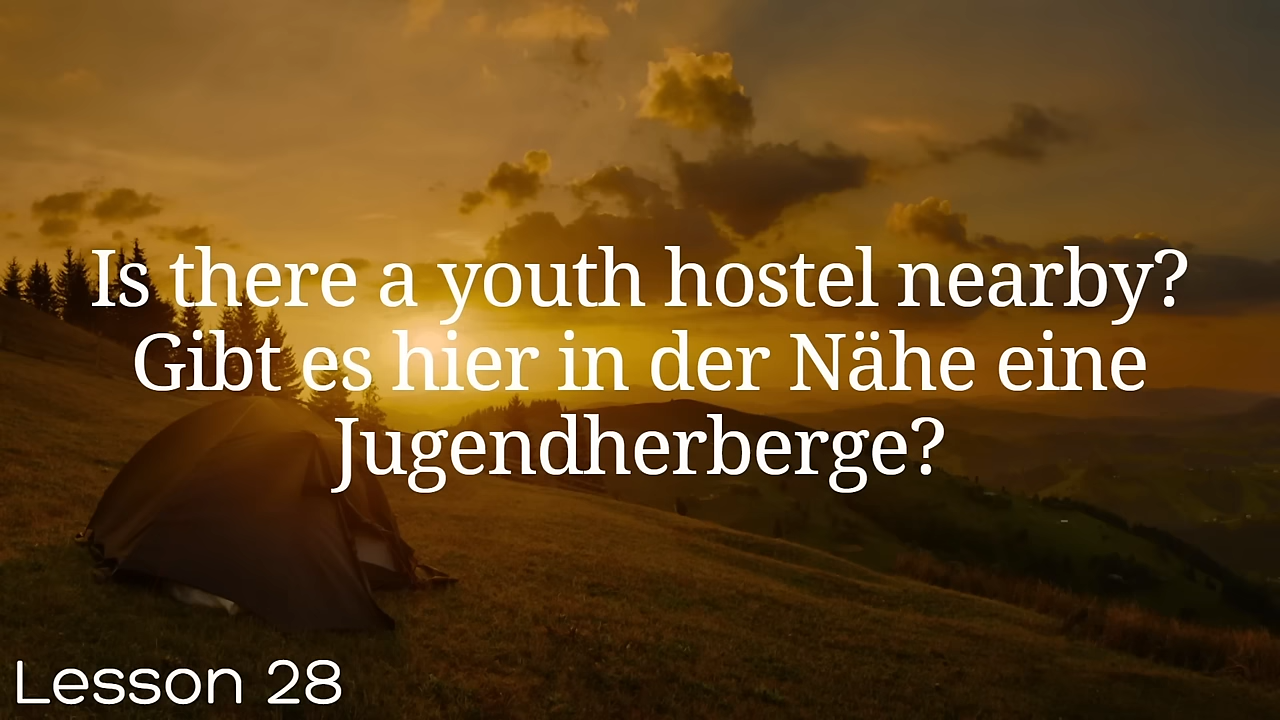 Is there a youth hostel nearby?
Gibt es hier in der Nähe eine
Jugendherberge?
Lesson 28